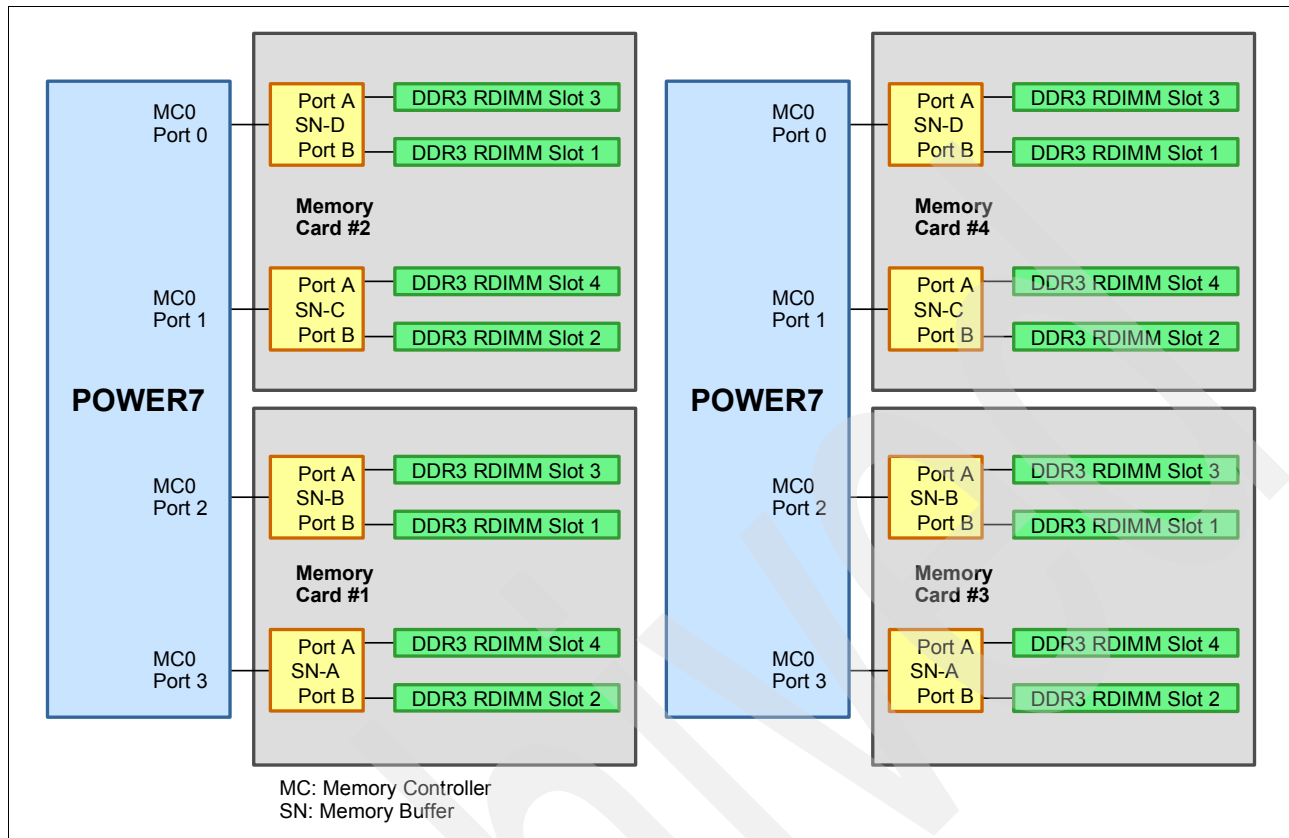 POWER7
MC0
Port 0
MC0
Port 1
MC0
Port 2
MC0
Port 3
Port A
SN-D
Port B
DDR3 RDIMM Slot 3
DDR3 RDIMM Slot 1
Memory
Card #2
Port A
SN-C
Port B
DDR3 RDIMM Slot 4
DDR3 RDIMM Slot 2
Port A
SN-B
Port B
DDR3 RDIMM Slot 3
DDR3 RDIMM Slot 1
Memory
Card #1
Port A
SN-A
Port B
DDR3 RDIMM Slot 4
DDR3 RDIMM Slot 2
POWER7
MC0
Port 0
MC0
Port 1
MC0
Port 2
MC0
Port 3
Port A
SN-D
Port B
DDR3 RDIMM Slot 3
DDR3 RDIMM Slot 1
Memory
Card #4
Port A
SN-C
Port B
DDR3 RDIMM Slot 4
DDR3 RDIMM Slot 2
Port A
SN-B
Port B
DDR3 RDIMM Slot 3
DDR3 RDIMM Slot 1
Memory
Card #3
Port A
SN-A
Port B
DDR3 RDIMM Slot 4
DDR3 RDIMM Slot 2
MC: Memory Controller
SN: Memory Buffer